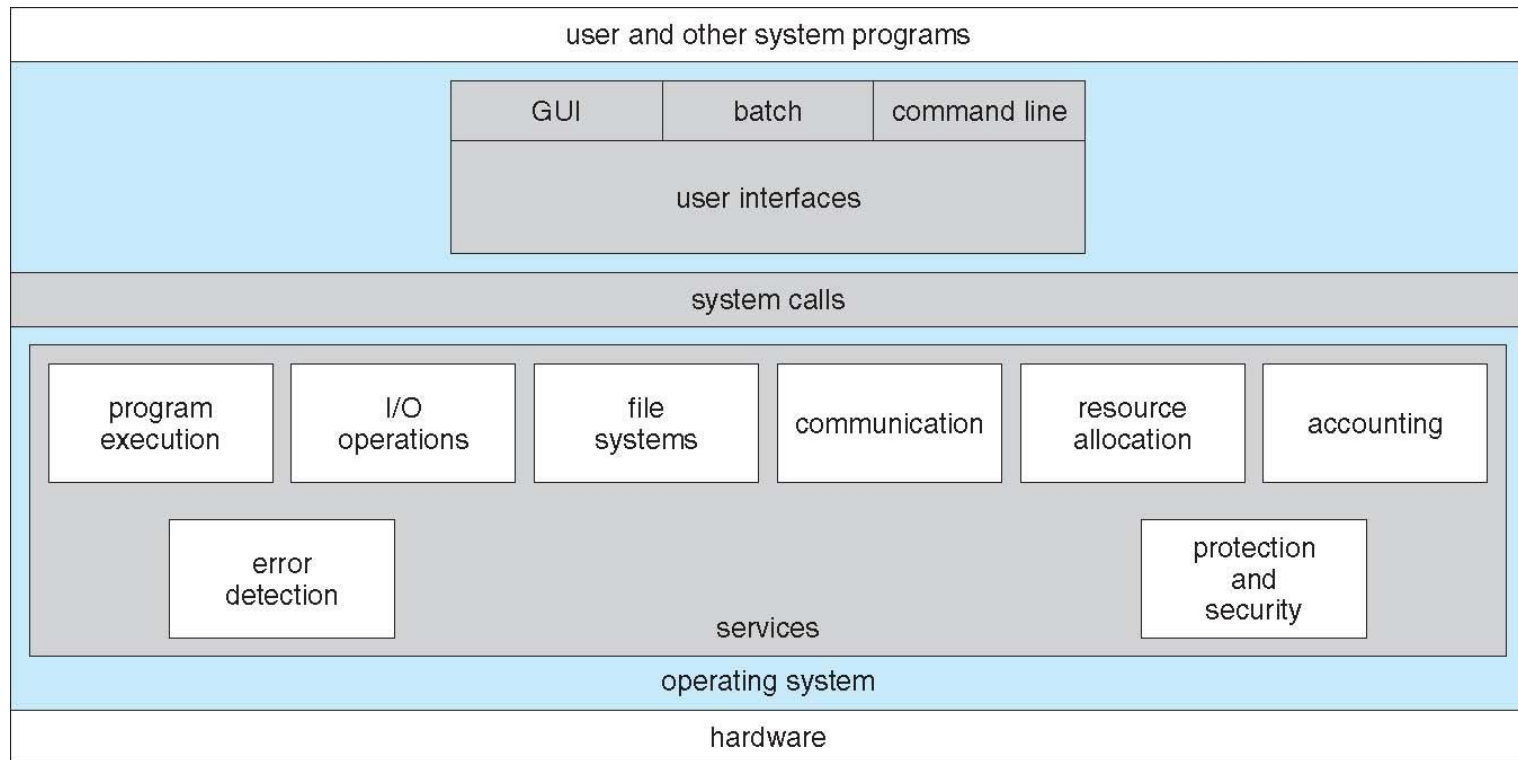 user and other system programs
GUI
batch
command line
user interfaces
system calls
program
execution
I/O
operations
file
systems
communication
resource
allocation
accounting
error
detection
protection
and
security
services
operating system
hardware